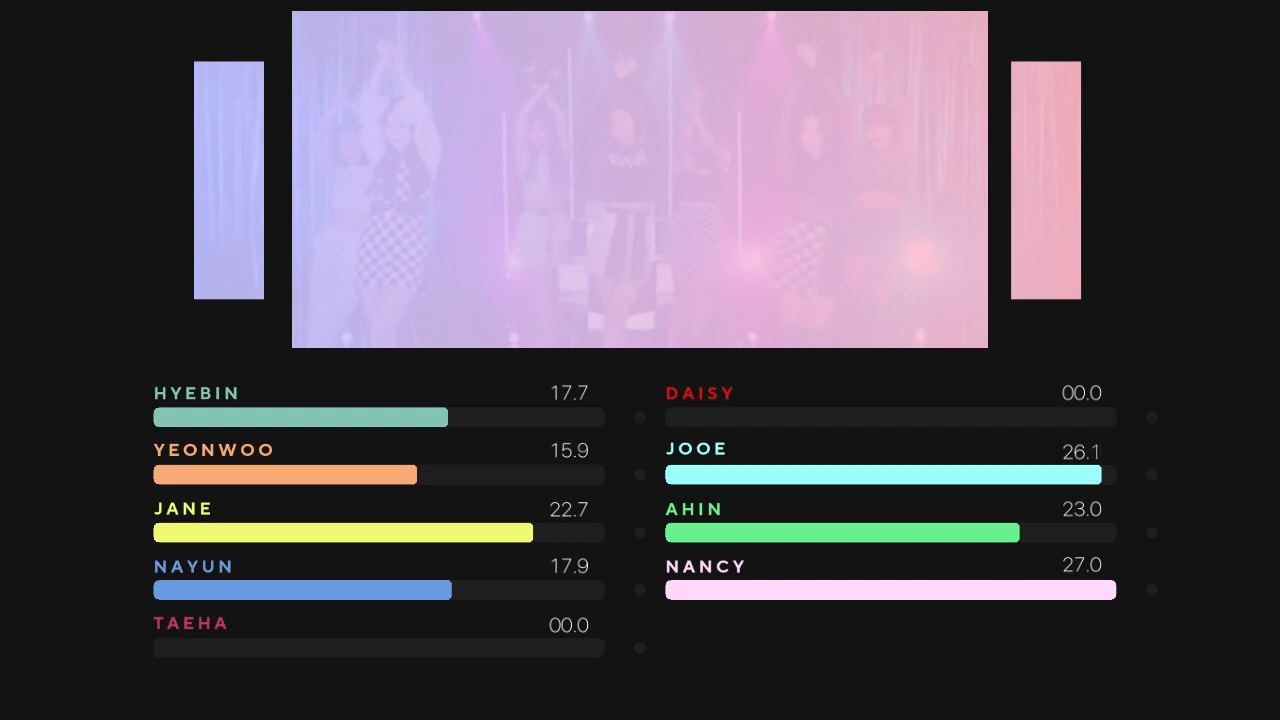 HYEBIN 17.7
YEONWOO 15.9
JANE 22.7
NAYUN 17.9
TAEHA 00.0
DAISY 00.0
JOOE 26.1
AHIN 23.0
NANCY 27.0